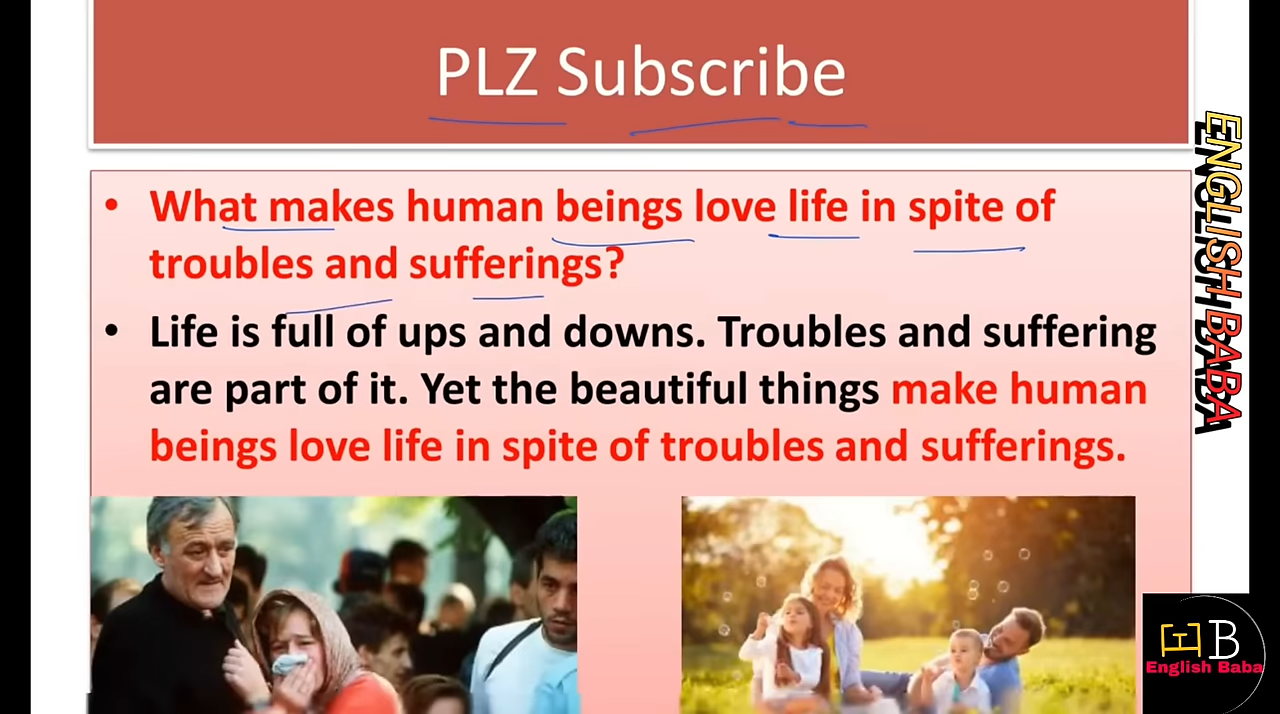 PLZ Subscribe
• What makes human beings love life in spite of
troubles and sufferings?
• Life is full of ups and downs. Troubles and suffering
are part of it. Yet the beautiful things make human
beings love life in spite of troubles and sufferings.
ENGLISH BABA
EB
English Baba